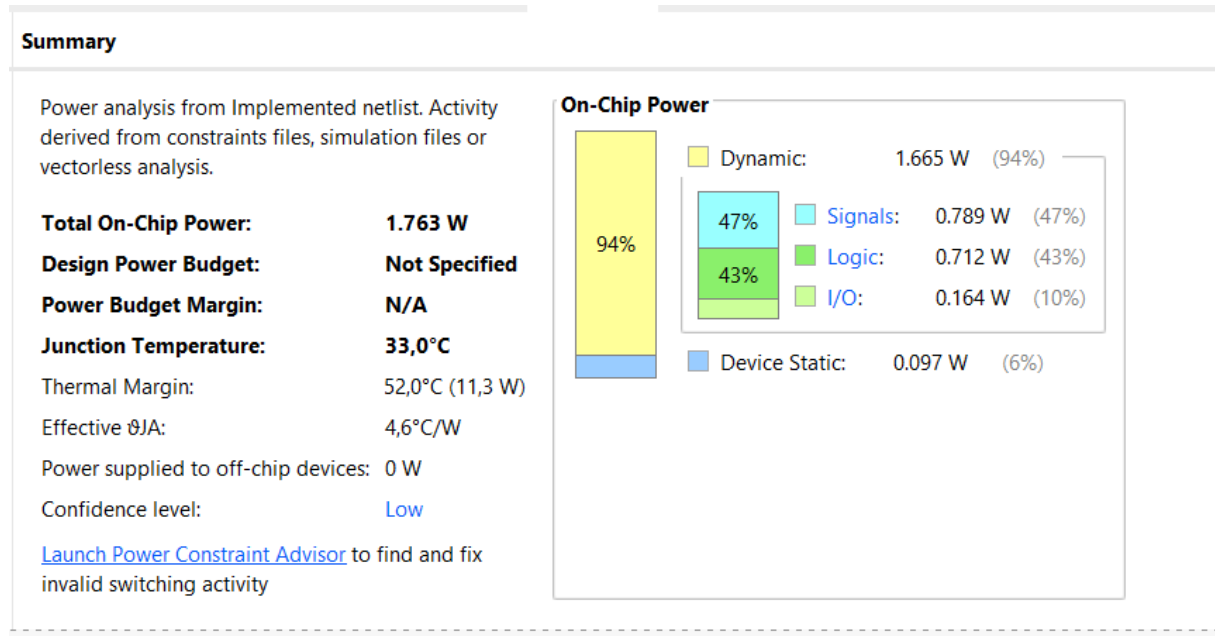 Summary
Power analysis from Implemented netlist. Activity
derived from constraints files, simulation files or
vectorless analysis.
Total On-Chip Power: 1.763 W
Design Power Budget: Not Specified
Power Budget Margin: N/A
Junction Temperature: 33,0°C
Thermal Margin: 52,0°C (11,3 W)
Effective ϑJA: 4,6°C/W
Power supplied to off-chip devices: 0 W
Confidence level: Low
Launch Power Constraint Advisor to find and fix
invalid switching activity
On-Chip Power
94%
Dynamic: 1.665 W (94%)
47%
Signals: 0.789 W (47%)
43%
Logic: 0.712 W (43%)
I/O: 0.164 W (10%)
Device Static: 0.097 W (6%)